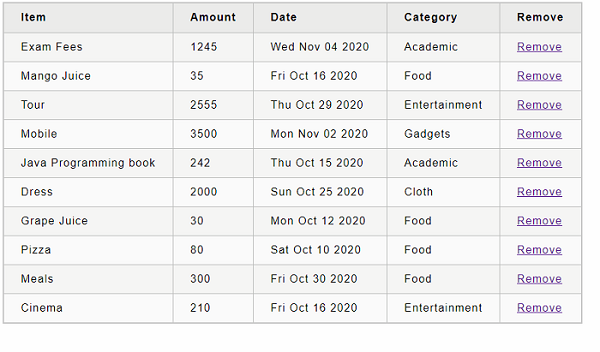 Item Amount Date Category Remove
Exam Fees 1245 Wed Nov 04 2020 Academic Remove
Mango Juice 35 Fri Oct 16 2020 Food Remove
Tour 2555 Thu Oct 29 2020 Entertainment Remove
Mobile 3500 Mon Nov 02 2020 Gadgets Remove
Java Programming book 242 Thu Oct 15 2020 Academic Remove
Dress 2000 Sun Oct 25 2020 Cloth Remove
Grape Juice 30 Mon Oct 12 2020 Food Remove
Pizza 80 Sat Oct 10 2020 Food Remove
Meals 300 Fri Oct 30 2020 Food Remove
Cinema 210 Fri Oct 16 2020 Entertainment Remove